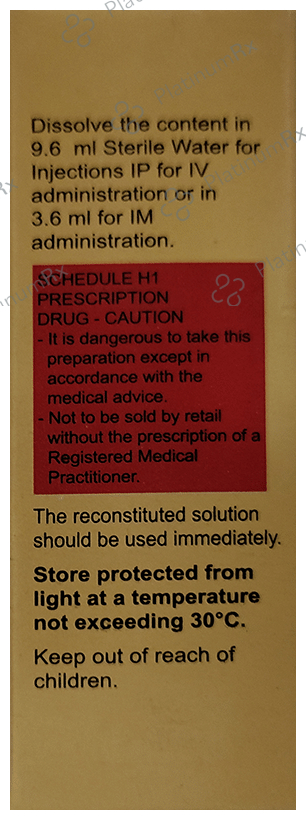 Dissolve the content in
9.6 ml Sterile Water for
Injections IP for IV
administration or in
3.6 ml for IM
administration.
SCHEDULE H1
PRESCRIPTION
DRUG - CAUTION
- It is dangerous to take this
preparation except in
accordance with the
medical advice.
- Not to be sold by retail
without the prescription of a
Registered Medical
Practitioner.
The reconstituted solution
should be used immediately.
Store protected from
light at a temperature
not exceeding 30°C.
Keep out of reach of
children.
PlatinumRx